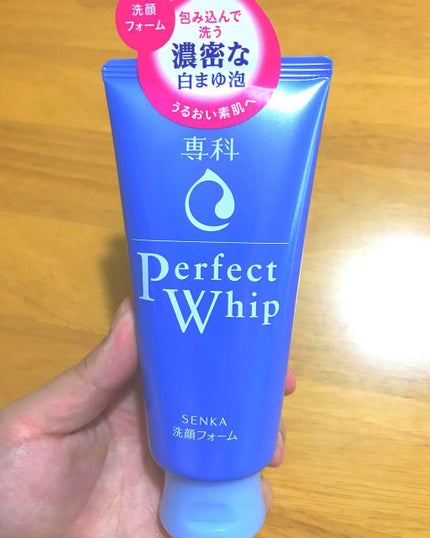 洗顔
フォーム
包み込んで
洗う
濃密な
白まゆ泡
うるおい素肌へ
専科
Perfect
Whip
SENKA
洗顔フォーム